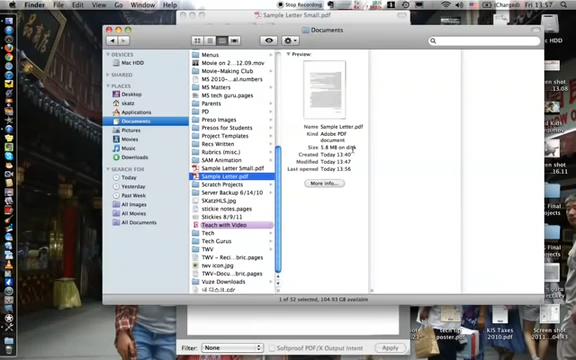 Finder File Edit View Go Window Help
Stop Recording
(Charged)
Fri 13:57
Sample Letter Small.pdf
Documents
DEVICES
Mac HDD
SHARED
PLACES
Desktop
skatz
Applications
Documents
Pictures
Movies
Music
Downloads
SEARCH FOR
Today
Yesterday
Past Week
All Images
All Movies
All Documents
Menus
Movie on 2...12.09.mov
Movie-Making Club
MS 2010-...al.numbers
MS Matters
MS tech guru.pages
Parents
PD
Preso Images
Presos for Students
Project Templates
Recs Written
Rubrics (misc.)
SAM Animation
Sample Letter Small.pdf
Sample Letter.pdf
Scratch Projects
Server Backup 6/14/10
SKatzHLS.jpg
stickie notes.pages
Stickies 8/9/11
Teach with Video
Tech
Tech Gurus
TWV
TWV - Reci...bric.pages
twv icon.jpg
TWV-Docu...bric.pages
Vuze Downloads
Preview:
Name Sample Letter.pdf
Kind Adobe PDF
document
Size 5.8 MB on disk
Created Today 13:40
Modified Today 13:47
Last opened Today 13:56
More info...
1 of 52 selected, 104.93 GB available
Filter: None
Softproof PDF/X Output Intent
Apply
Screen shot
KIS Taxes
2010.pdf